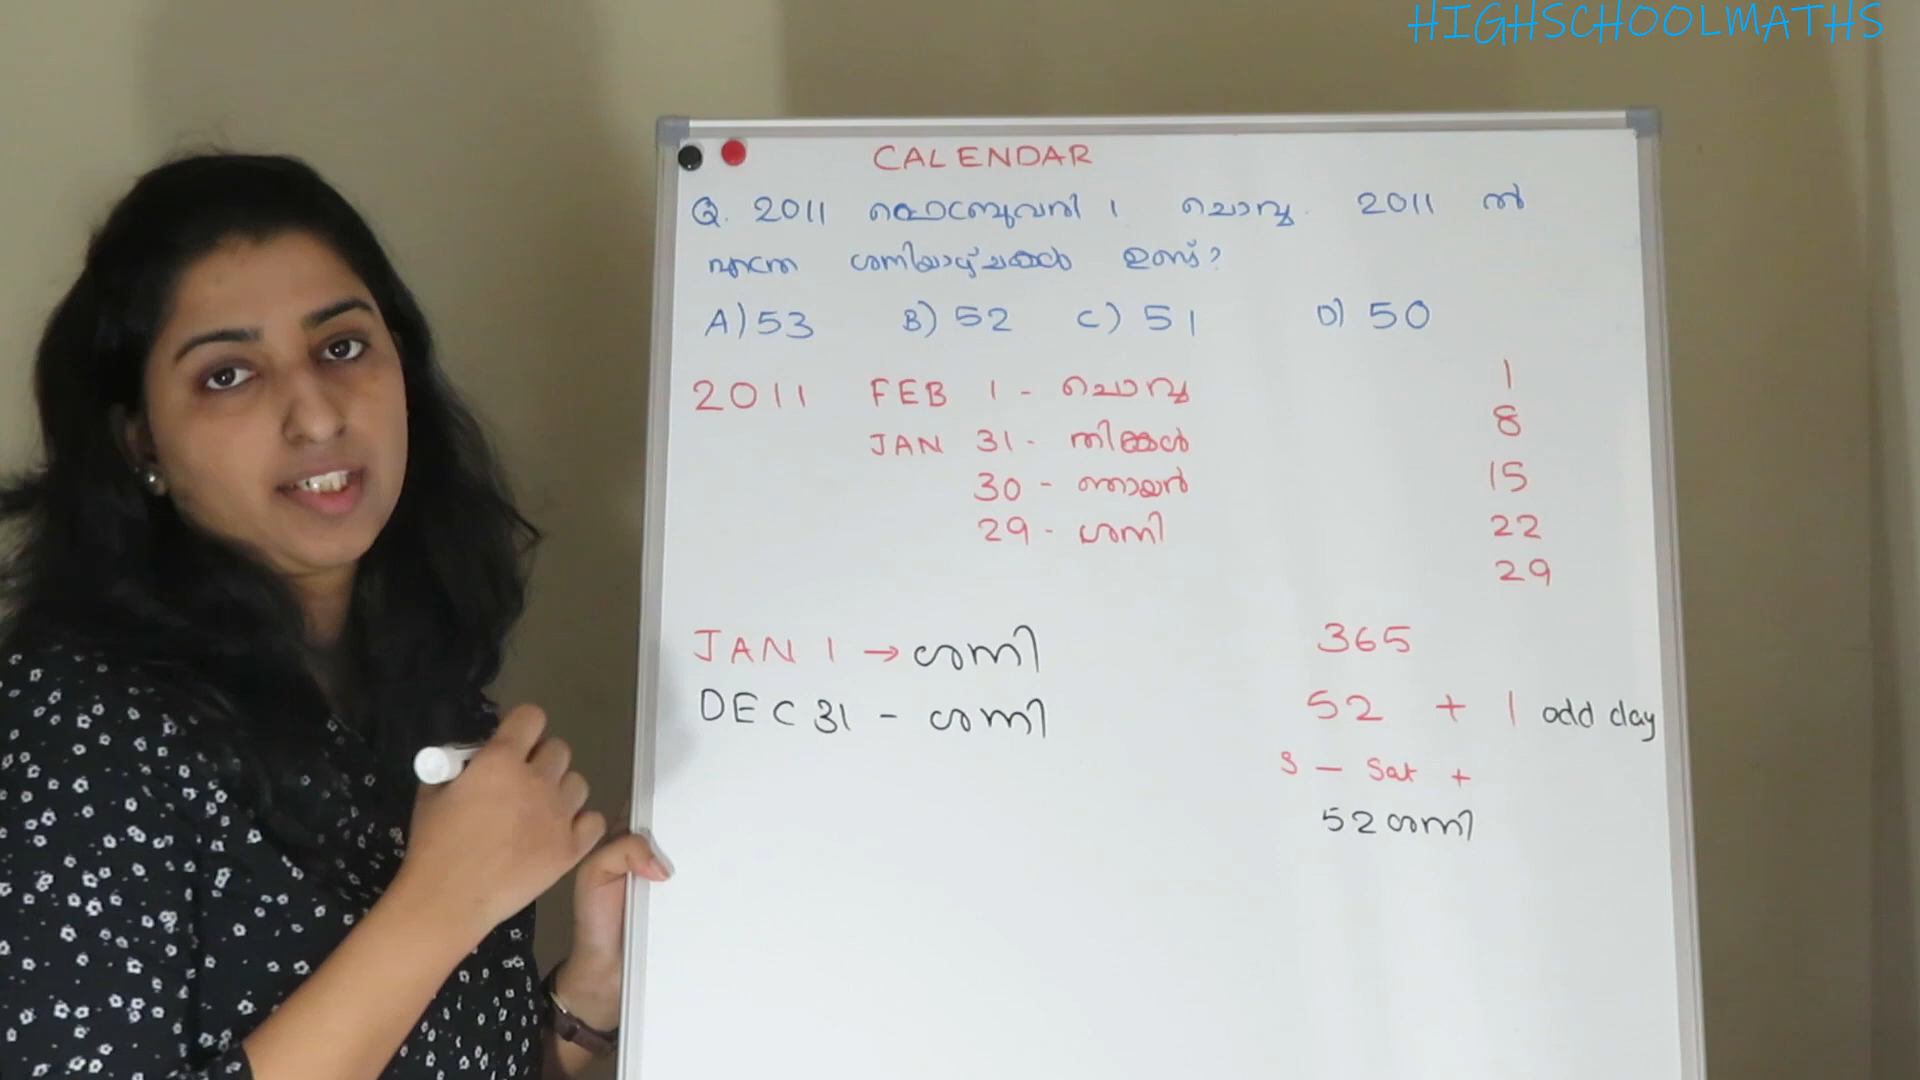 HIGHSCHOOLMATHS
CALENDAR
Q. 2011 ഫെബ്രുവരി 1 ചൊവ്വ. 2011 ൽ
എത്ര ശനിയാഴ്ചകൾ ഉണ്ട്?
A) 53 B) 52 C) 51 D) 50
2011 FEB 1 - ചൊവ്വ
JAN 31 - തിങ്കൾ
30 - ഞായർ
29 - ശനി
1
8
15
22
29
JAN 1 → ശനി
DEC 31 - ശനി
365
52 + 1 odd day
S - Sat +
52 ശനി